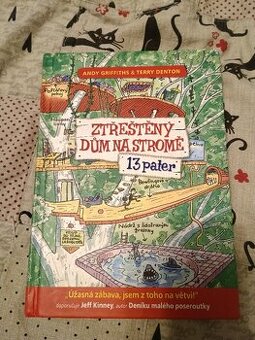 ANDY GRIFFITHS & TERRY DENTON
ZTŘEŠTĚNÝ
DŮM NA STROMĚ
13 pater
„Úžasná zábava, jsem z toho na větvi!“
doporučuje Jeff Kinney, autor Deníku malého poseroutky